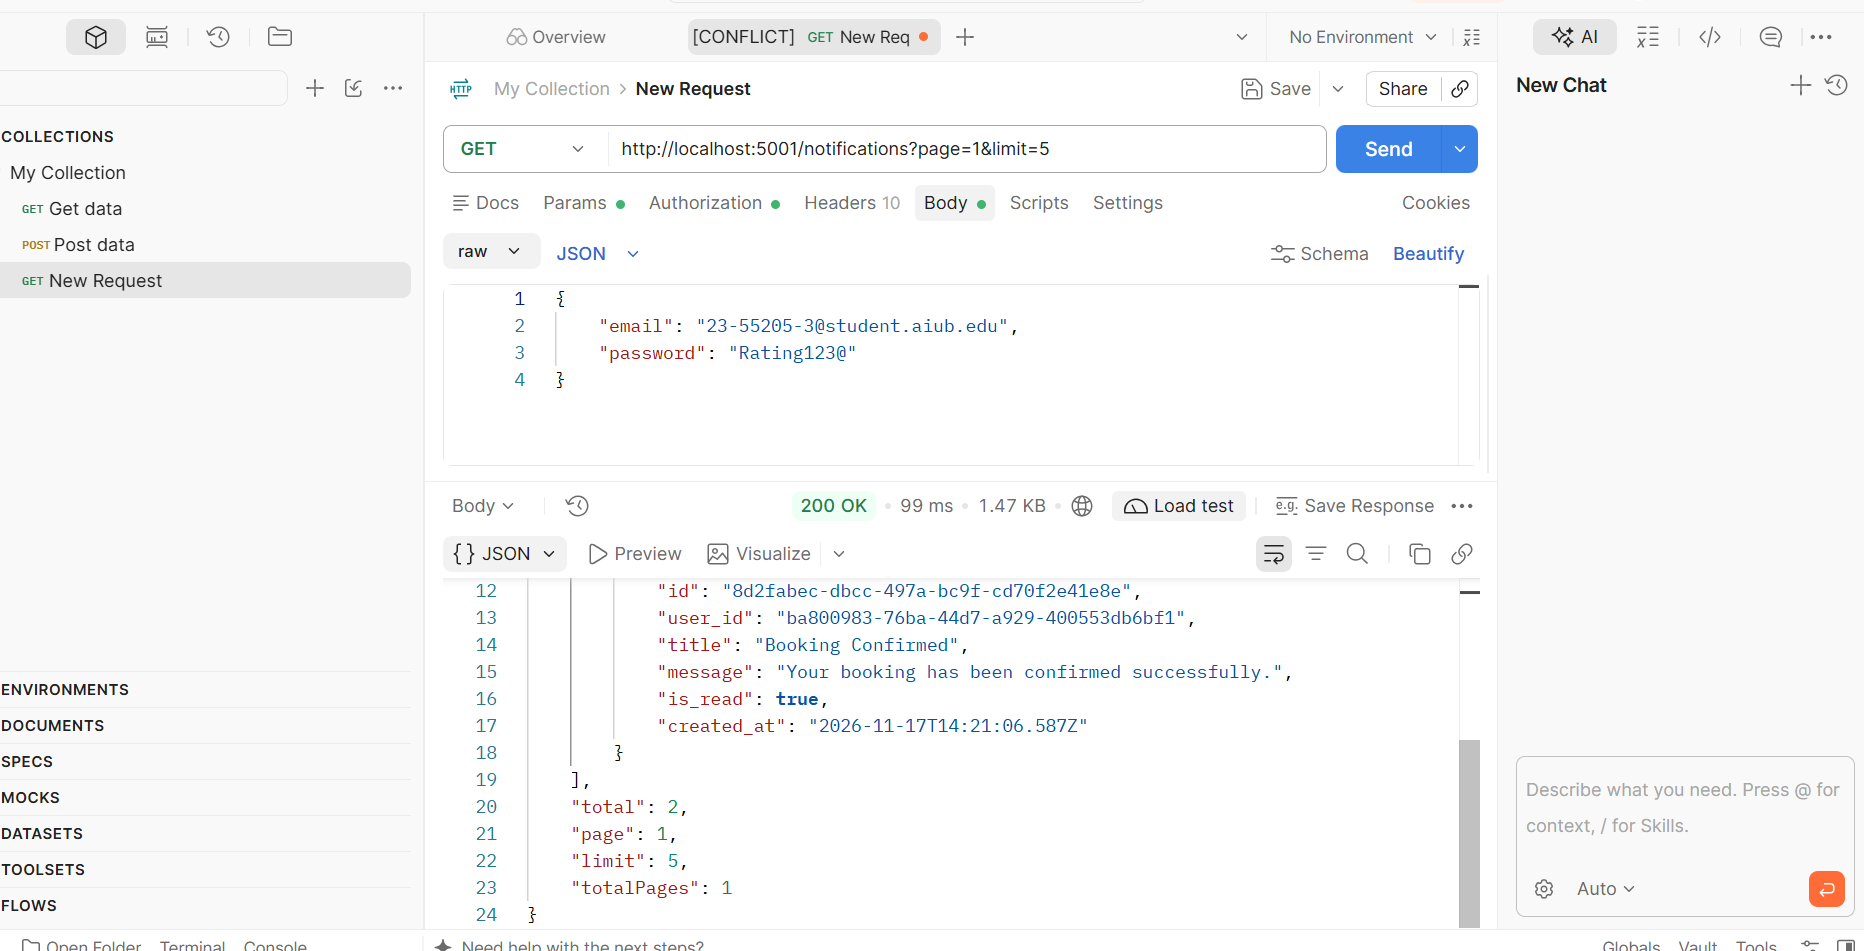 Overview
[CONFLICT] GET New Req
No Environment
AI
My Collection > New Request
Save
Share
New Chat
COLLECTIONS
My Collection
GET Get data
POST Post data
GET New Request
GET
http://localhost:5001/notifications?page=1&limit=5
Send
Docs Params Authorization Headers 10 Body Scripts Settings Cookies
raw JSON Schema Beautify
1 {
2 "email": "23-55205-3@student.aiub.edu",
3 "password": "Rating123@"
4 }
Body 200 OK • 99 ms • 1.47 KB • Load test e.g. Save Response
{} JSON Preview Visualize
12 "id": "8d2fabec-dbcc-497a-bc9f-cd70f2e41e8e",
13 "user_id": "ba800983-76ba-44d7-a929-400553db6bf1",
14 "title": "Booking Confirmed",
15 "message": "Your booking has been confirmed successfully.",
16 "is_read": true,
17 "created_at": "2026-11-17T14:21:06.587Z"
18 }
19 ],
20 "total": 2,
21 "page": 1,
22 "limit": 5,
23 "totalPages": 1
24 }
ENVIRONMENTS
DOCUMENTS
SPECS
MOCKS
DATASETS
TOOLSETS
FLOWS
Describe what you need. Press @ for
context, / for Skills.
Auto
Open Folder Terminal Console
Need help with the next steps?
Globals Vault Tools